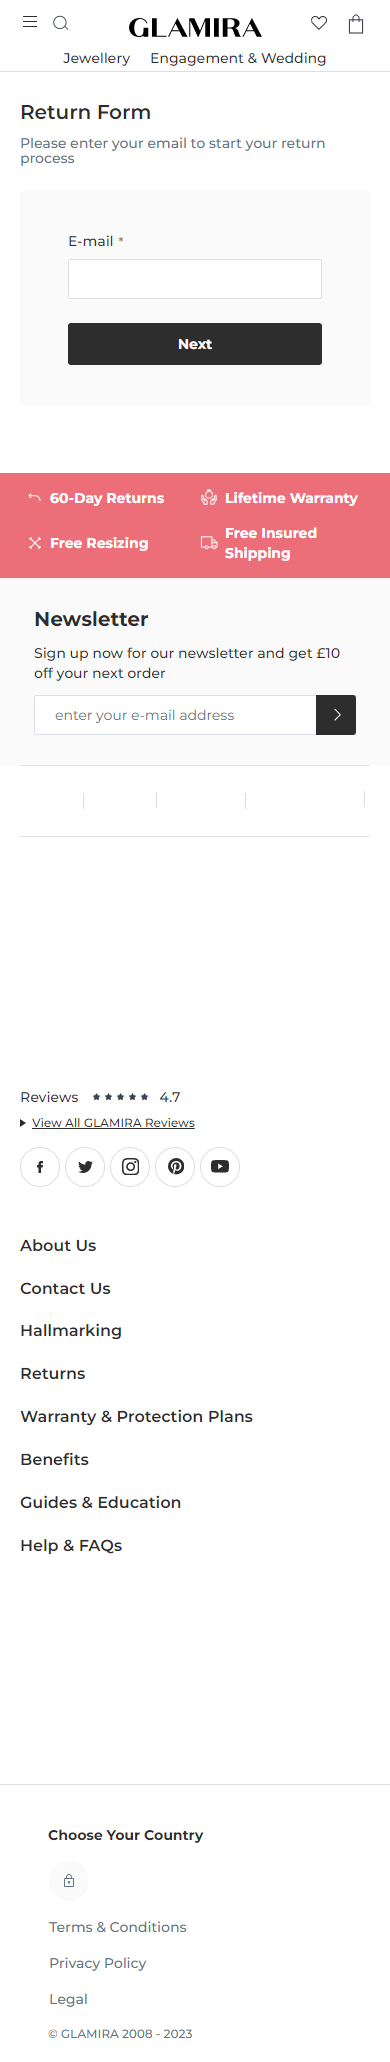 GLAMIRA
Jewellery Engagement & Wedding
Return Form
Please enter your email to start your return
process
E-mail *
Next
60-Day Returns
Lifetime Warranty
Free Resizing
Free Insured
Shipping
Newsletter
Sign up now for our newsletter and get £10
off your next order
enter your e-mail address
Reviews 4.7
View All GLAMIRA Reviews
About Us
Contact Us
Hallmarking
Returns
Warranty & Protection Plans
Benefits
Guides & Education
Help & FAQs
Choose Your Country
Terms & Conditions
Privacy Policy
Legal
© GLAMIRA 2008 - 2023